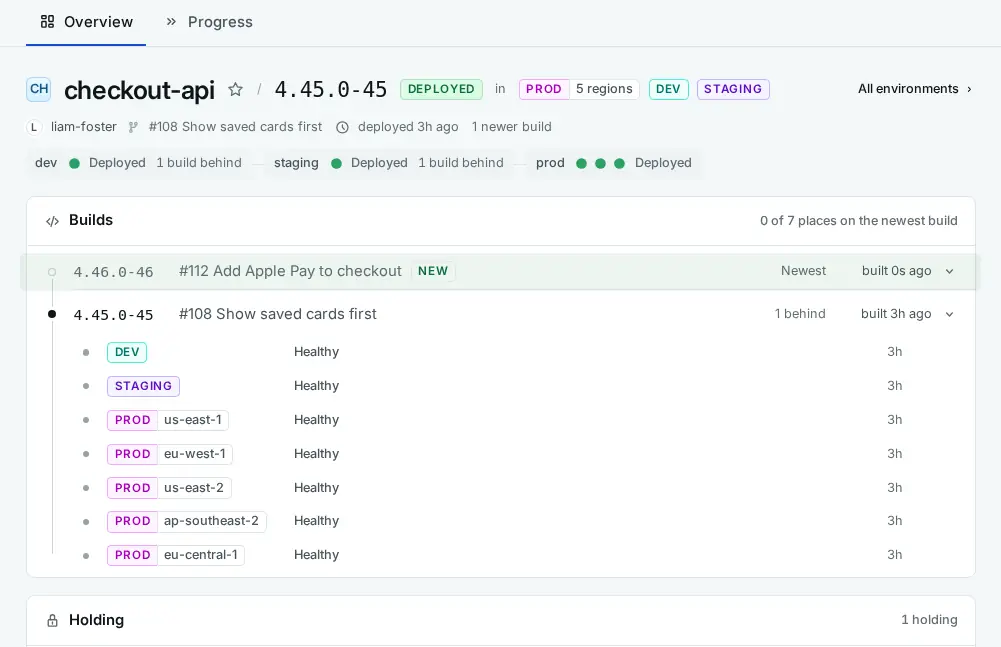 Overview Progress
CH checkout-api / 4.45.0-45 DEPLOYED in PROD 5 regions DEV STAGING All environments ›
L liam-foster #108 Show saved cards first deployed 3h ago 1 newer build
dev Deployed 1 build behind staging Deployed 1 build behind prod Deployed
Builds 0 of 7 places on the newest build
4.46.0-46 #112 Add Apple Pay to checkout NEW Newest built 0s ago
4.45.0-45 #108 Show saved cards first 1 behind built 3h ago
DEV Healthy 3h
STAGING Healthy 3h
PROD us-east-1 Healthy 3h
PROD eu-west-1 Healthy 3h
PROD us-east-2 Healthy 3h
PROD ap-southeast-2 Healthy 3h
PROD eu-central-1 Healthy 3h
Holding 1 holding